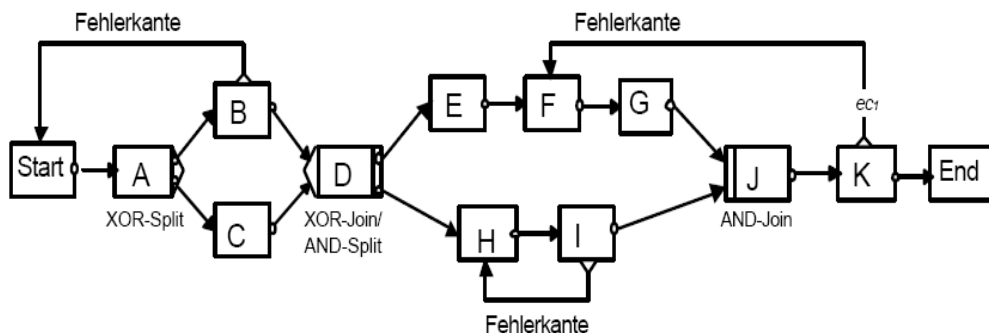 Fehlerkante
Fehlerkante
B
E
F
G
ec1
Start
A
D
J
K
End
XOR-Split
C
XOR-Join/
AND-Split
H
I
AND-Join
Fehlerkante